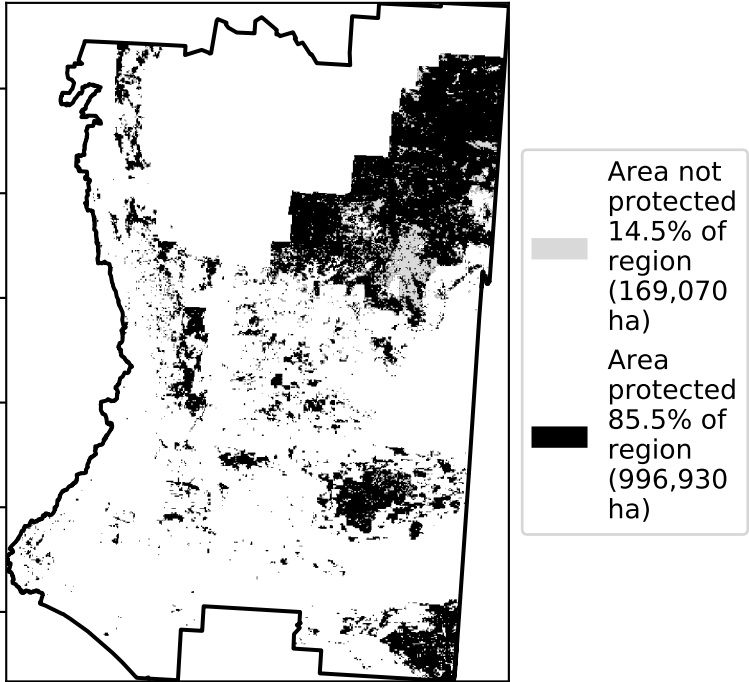 Area not
protected
14.5% of
region
(169,070
ha)
Area
protected
85.5% of
region
(996,930
ha)